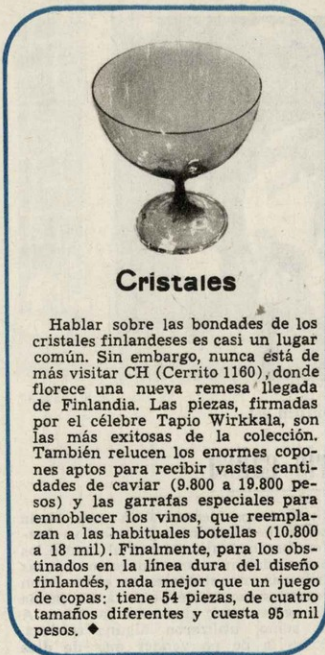 Cristales
Hablar sobre las bondades de los
cristales finlandeses es casi un lugar
común. Sin embargo, nunca está de
más visitar CH (Cerrito 1160), donde
florece una nueva remesa llegada
de Finlandia. Las piezas, firmadas
por el célebre Tapio Wirkkala, son
las más exitosas de la colección.
También relucen los enormes copo-
nes aptos para recibir vastas canti-
dades de caviar (9.800 a 19.800 pe-
sos) y las garrafas especiales para
ennoblecer los vinos, que reempla-
zan a las habituales botellas (10.800
a 18 mil). Finalmente, para los obs-
tinados en la línea dura del diseño
finlandés, nada mejor que un juego
de copas: tiene 54 piezas, de cuatro
tamaños diferentes y cuesta 95 mil
pesos. ◆